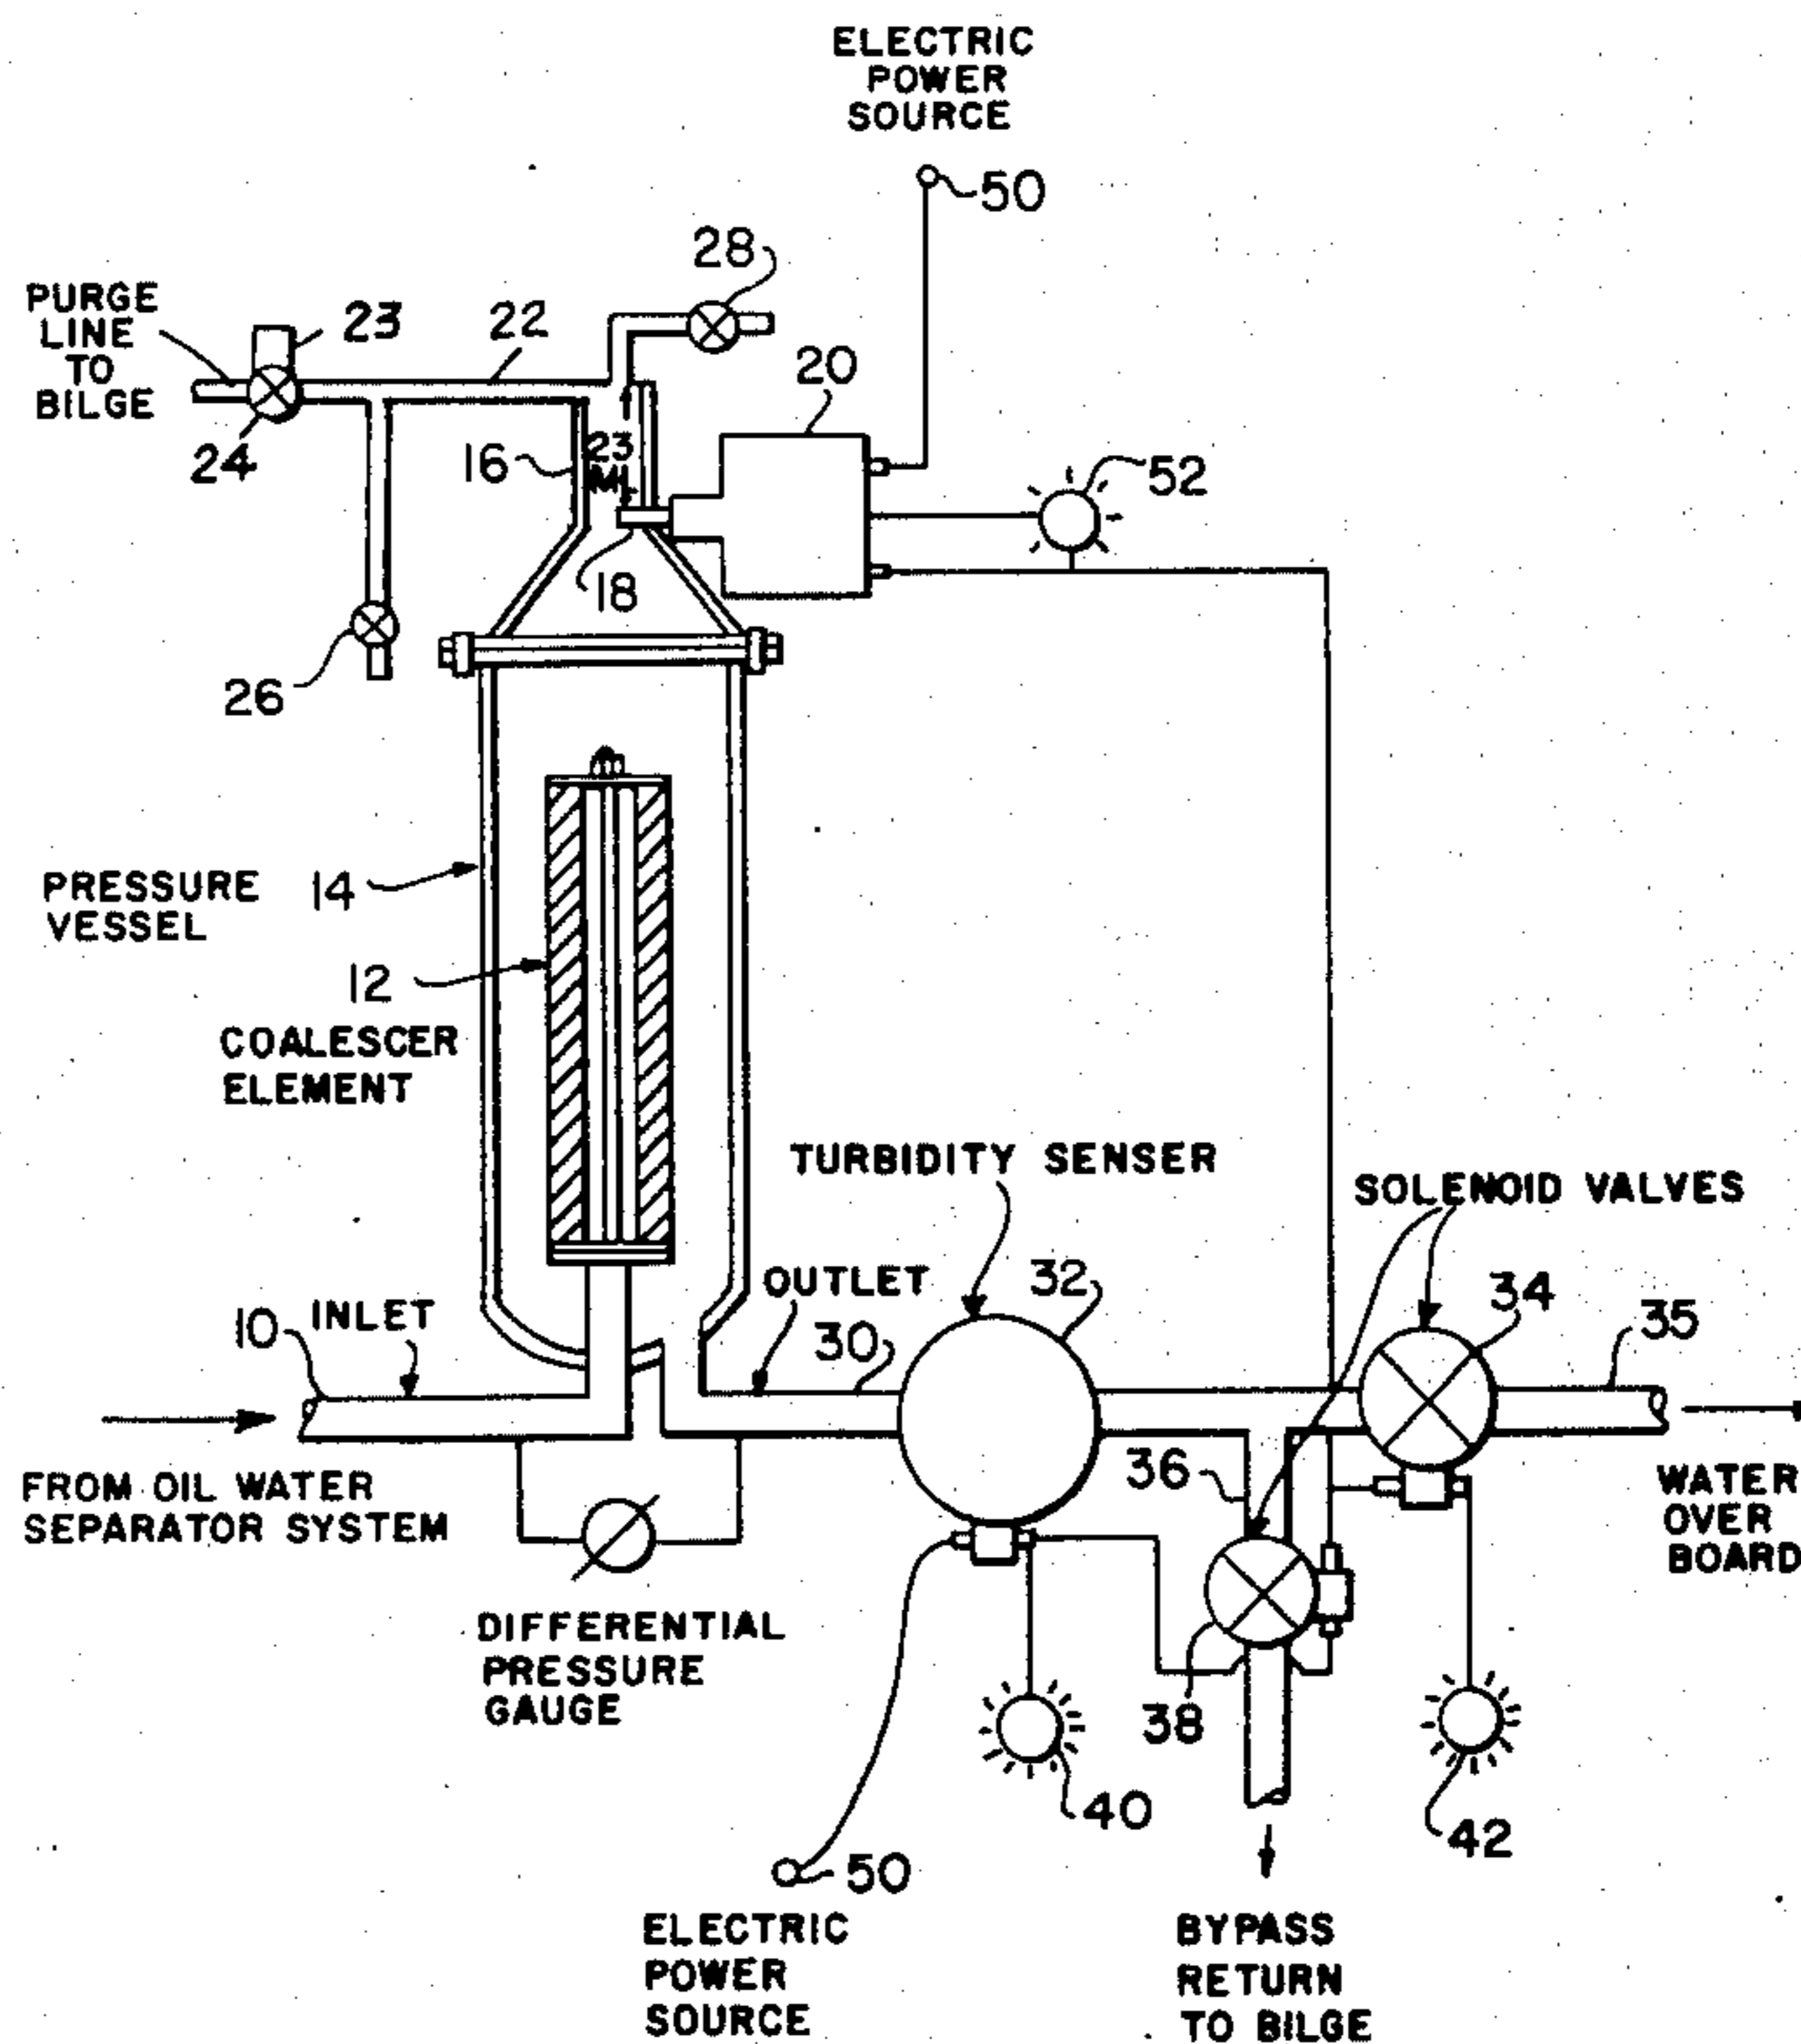 ELECTRIC
POWER
SOURCE
50
28
PURGE
LINE
TO
BILGE
23
22
20
24
16
23
52
18
26
PRESSURE
VESSEL
14
12
COALESCER
ELEMENT
TURBIDITY SENSER
SOLENOID VALVES
OUTLET
32
34
35
10
INLET
30
FROM OIL WATER
SEPARATOR SYSTEM
36
WATER
OVER
BOARD
DIFFERENTIAL
PRESSURE
GAUGE
38
40
42
50
ELECTRIC
POWER
SOURCE
BYPASS
RETURN
TO BILGE